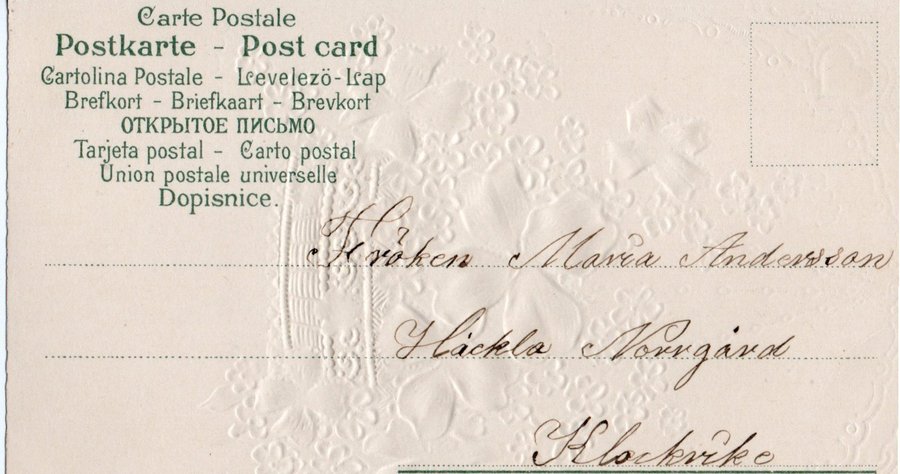 Carte Postale
Postkarte - Post card
Cartolina Postale - Levelezö-Lap
Brefkort - Briefkaart - Brevkort
ОТКРЫТОЕ ПИСЬМО
Tarjeta postal - Carto postal
Union postale universelle
Dopisnice.
Fröken Maria Andersson
Häckla Norrgård
Klockrike